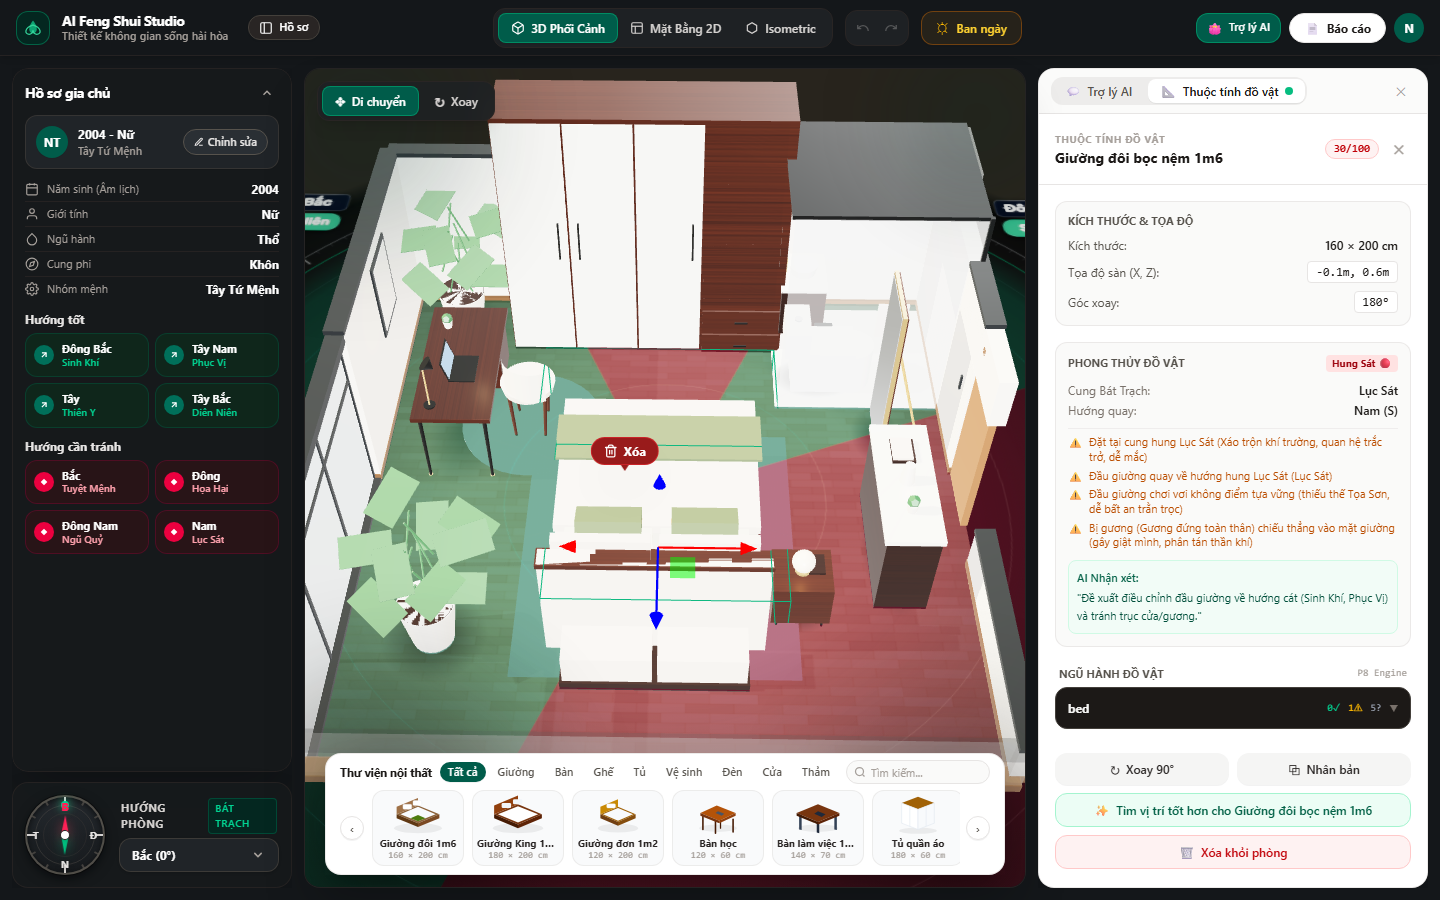 AI Feng Shui Studio
Thiết kế không gian sống hài hòa
Hồ sơ
3D Phối Cảnh
Mặt Bằng 2D
Isometric
Ban ngày
Trợ lý AI
Báo cáo
N
Hồ sơ gia chủ
NT
2004 - Nữ
Tây Tứ Mệnh
Chỉnh sửa
Năm sinh (Âm lịch)
2004
Giới tính
Nữ
Ngũ hành
Thổ
Cung phi
Khôn
Nhóm mệnh
Tây Tứ Mệnh
Hướng tốt
Đông Bắc
Sinh Khí
Tây Nam
Phục Vị
Tây
Thiên Y
Tây Bắc
Diên Niên
Hướng cần tránh
Bắc
Tuyệt Mệnh
Đông
Họa Hại
Đông Nam
Ngũ Quỷ
Nam
Lục Sát
HƯỚNG PHÒNG
BÁT TRẠCH
T
Đ
N
Bắc (0°)
Di chuyển
Xoay
Bắc
Xóa
Thư viện nội thất
Tất cả
Giường
Bàn
Ghế
Tủ
Vệ sinh
Đèn
Cửa
Thảm
Tìm kiếm...
Giường đôi 1m6
160 × 200 cm
Giường King 1...
180 × 200 cm
Giường đơn 1m2
120 × 200 cm
Bàn học
120 × 60 cm
Bàn làm việc 1...
140 × 70 cm
Tủ quần áo
180 × 60 cm
Trợ lý AI
Thuộc tính đồ vật
THUỘC TÍNH ĐỒ VẬT
Giường đôi bọc nệm 1m6
30/100
KÍCH THƯỚC & TỌA ĐỘ
Kích thước:
160 × 200 cm
Tọa độ sàn (X, Z):
-0.1m, 0.6m
Góc xoay:
180°
PHONG THỦY ĐỒ VẬT
Hung Sát
Cung Bát Trạch:
Lục Sát
Hướng quay:
Nam (S)
Đặt tại cung hung Lục Sát (Xáo trộn khí trường, quan hệ trắc
trở, dễ mắc)
Đầu giường quay về hướng hung Lục Sát (Lục Sát)
Đầu giường chơi vơi không điểm tựa vững (thiếu thế Tọa Sơn,
dễ bất an trằn trọc)
Bị gương (Gương đứng toàn thân) chiếu thẳng vào mặt giường
(gây giật mình, phân tán thần khí)
AI Nhận xét:
"Đề xuất điều chỉnh đầu giường về hướng cát (Sinh Khí, Phục Vị)
và tránh trục cửa/gương."
NGŨ HÀNH ĐỒ VẬT
P8 Engine
bed
0✓ 1⚠ 5? ▼
Xoay 90°
Nhân bản
Tìm vị trí tốt hơn cho Giường đôi bọc nệm 1m6
Xóa khỏi phòng